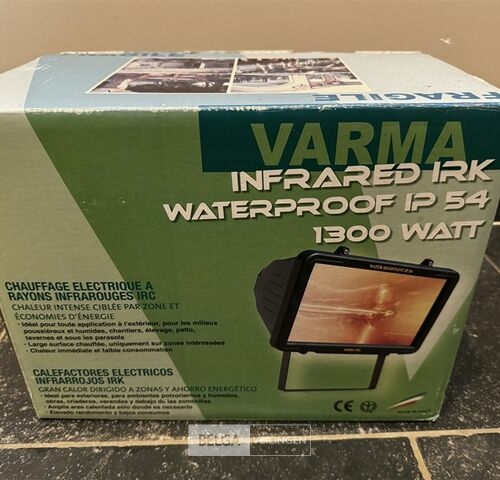 FRAGILE
VARMA
INFRARED IRK
WATERPROOF IP 54
1300 WATT
CHAUFFAGE ELECTRIQUE A
RAYONS INFRAROUGES IRC
CHALEUR INTENSE CIBLÉE PAR ZONE ET
ÉCONOMIES D'ÉNERGIE
• Idéal pour toute application à l'extérieur, pour les milieux
poussiéreux et humides, chantiers, élevage, patio,
tavernes et sous les parasols
• Large surface chauffée, uniquement sur zones intéressées
• Chaleur immédiate et faible consommation
WATER RESISTANT IP 54
CALEFACTORES ELECTRICOS
INFRARROJOS IRK
GRAN CALOR DIRIGIDO A ZONAS Y AHORRO ENERGÉTICO
• Ideal para exteriores, para ambientes polvorientos y húmedos,
obras, criaderos, verandas y debajo de las sombrillas
• Amplia area calentada sólo donde es necesario
• Elevado rendimiento y bajos consumos
CE
BELGA